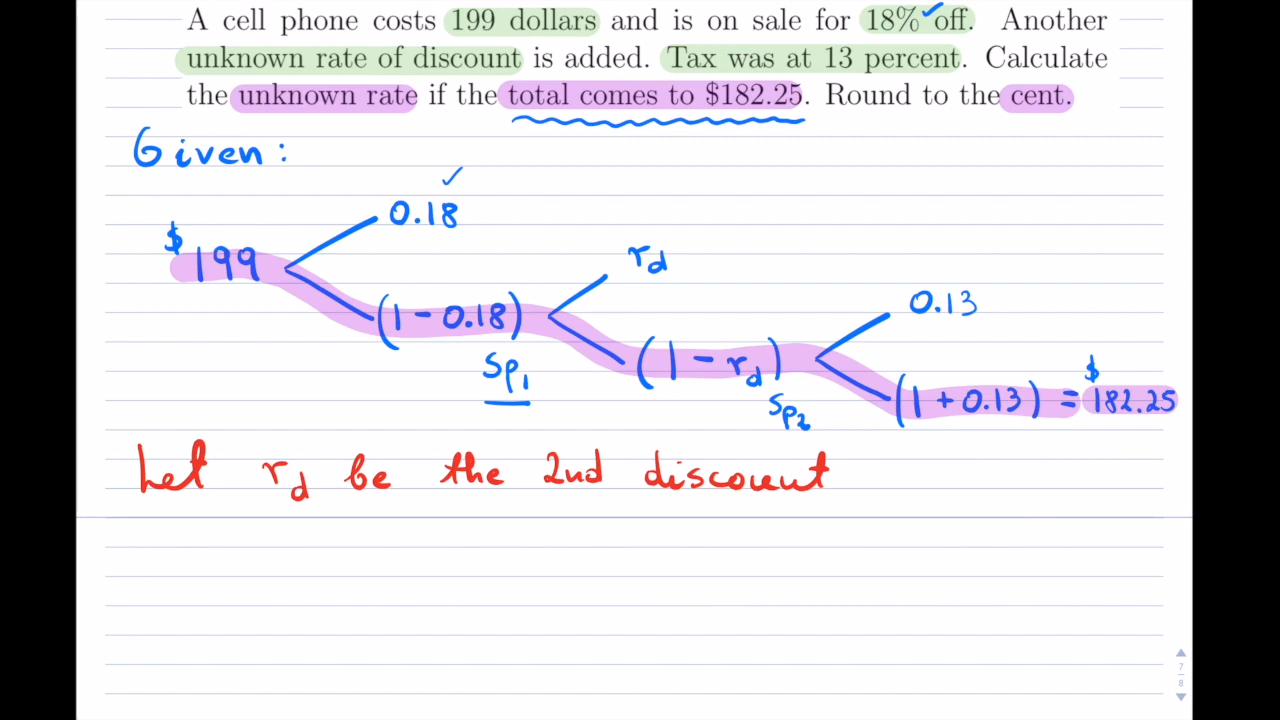 A cell phone costs 199 dollars and is on sale for 18% off. Another
unknown rate of discount is added. Tax was at 13 percent. Calculate
the unknown rate if the total comes to $182.25. Round to the cent.
Given:
0.18
$199
r_d
(1 - 0.18)
0.13
Sp_1
(1 - r_d)
Sp_2
(1 + 0.13) = $182.25
Let r_d be the 2nd discount
7
8